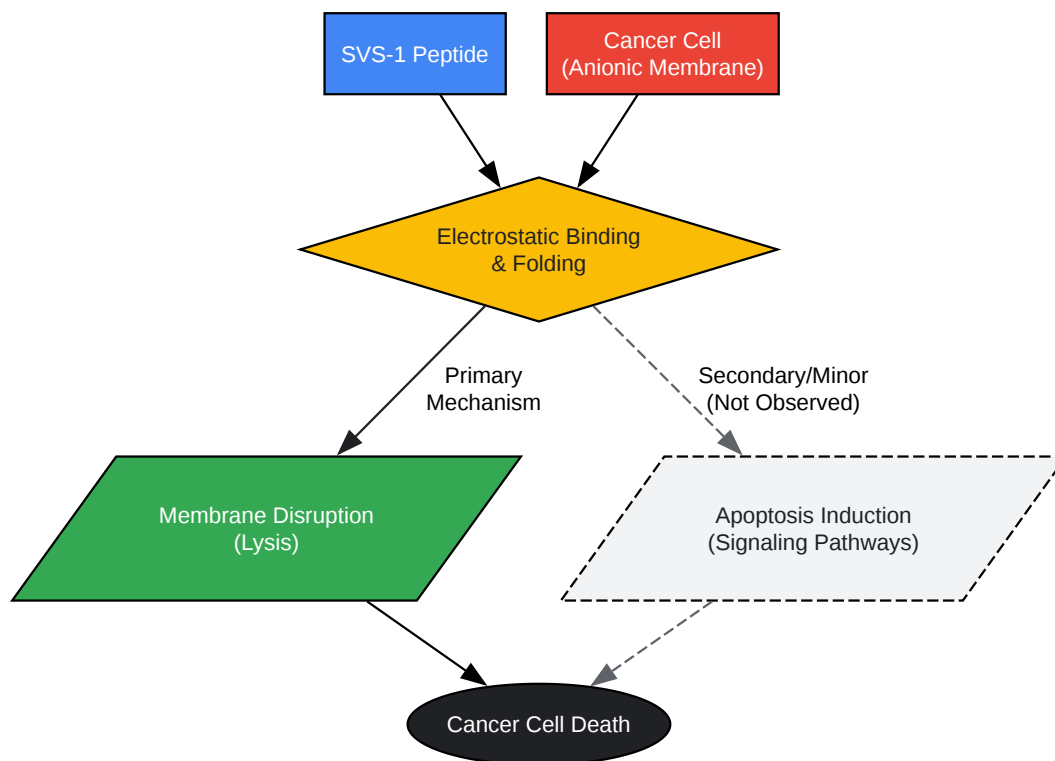 SVS-1 Peptide
Cancer Cell
(Anionic Membrane)
Electrostatic Binding
& Folding
Primary
Mechanism
Secondary/Minor
(Not Observed)
Membrane Disruption
(Lysis)
Apoptosis Induction
(Signaling Pathways)
Cancer Cell Death